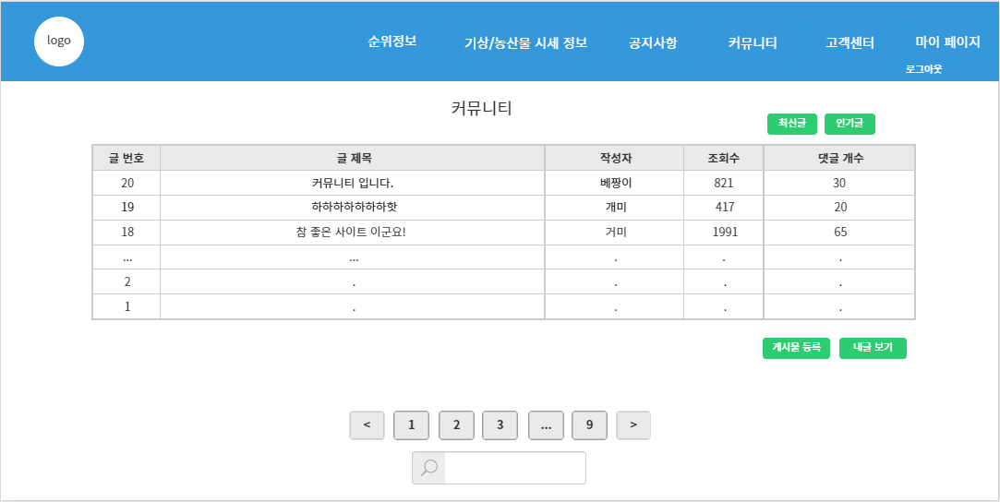 logo
순위정보 기상/농산물 시세 정보 공지사항 커뮤니티 고객센터 마이 페이지
로그아웃
커뮤니티
최신글 인기글
글 번호 글 제목 작성자 조회수 댓글 개수
20 커뮤니티 입니다. 베짱이 821 30
19 하하하하하하하핫 개미 417 20
18 참 좋은 사이트 이군요! 거미 1991 65
... ... . . .
2 . . . .
1 . . . .
게시물 등록 내글 보기
< 1 2 3 ... 9 >